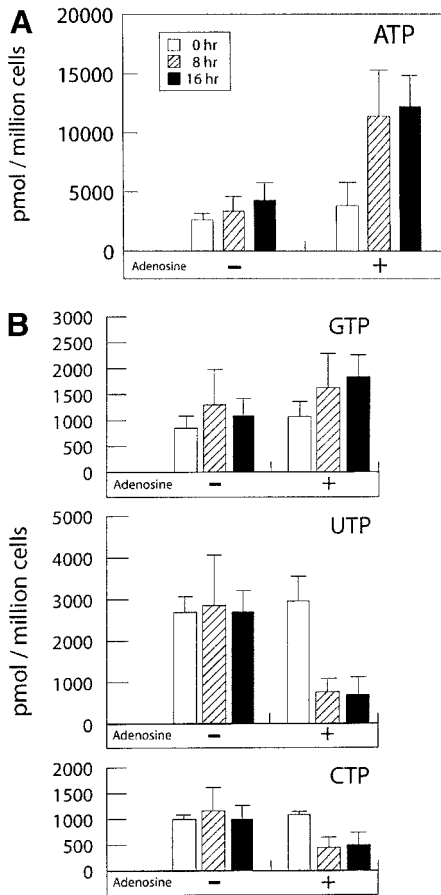 A
ATP
20000
15000
10000
5000
0
pmol / million cells
0 hr
8 hr
16 hr
Adenosine − +
B
GTP
3000
2500
2000
1500
1000
500
0
Adenosine − +
UTP
5000
4000
3000
2000
1000
0
pmol / million cells
Adenosine − +
CTP
2000
1500
1000
500
0
Adenosine − +